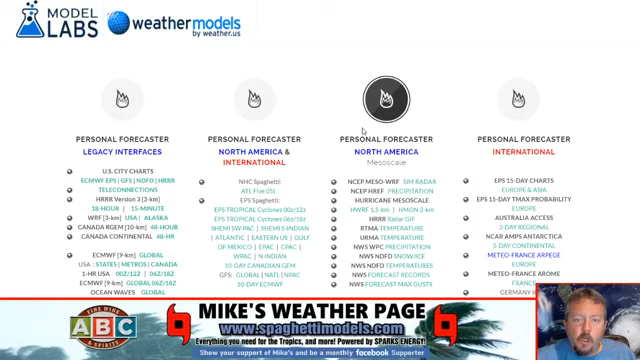 MODEL
LABS
weathermodels
by weather.us
PERSONAL FORECASTER
LEGACY INTERFACES
U.S. CITY CHARTS
ECMWF EPS | GFS | NDFD | HRRR
TELECONNECTIONS
HRRR Version 3 [3-km]
18-HOUR | 15-MINUTE
WRF [3-km] USA | ALASKA
CANADA RGEM [10-km] 48-HOUR
CANADA CONTINENTAL 48-HR
ECMWF [9-km] GLOBAL
USA : STATES | METROS | CANADA
1-HR USA 00Z/12Z | 06Z/18Z
ECMWF [9-km] GLOBAL 06Z/18Z
OCEAN WAVES GLOBAL
PERSONAL FORECASTER
NORTH AMERICA &
INTERNATIONAL
NHC Spaghetti:
ATL Five 05L
EPS Spaghetti:
EPS Tropical Cyclones 00z/12z
EPS Tropical Cyclones 06z/18z
SHEM SW PAC | SHEM S-INDIAN
| ATLANTIC | EASTERN US | GULF
OF MEXICO | EPAC | CPAC |
WPAC | N INDIAN
10-DAY CANADIAN GEM
GFS: GLOBAL | NATL | NPAC
10-DAY ECMWF
PERSONAL FORECASTER
NORTH AMERICA
Mesoscale
NCEP MESO-WRF SIM RADAR
NCEP HREF PRECIPITATION
HURRICANE MESOSCALE
HWRF 1.5-km | HMON 2-km
HRRR Radar GIF
RTMA TEMPERATURE
URMA TEMPERATURE
NWS WPC PRECIPITATION
NWS NDFD SNOW/ICE
NWS NDFD TEMPERATURES
NWS FORECAST RECORDS
NWS FORECAST MAX GUSTS
PERSONAL FORECASTER
INTERNATIONAL
EPS 15-DAY CHARTS
EUROPE & ASIA
EPS 15-DAY TMAX PROBABILITY
EUROPE
AUSTRALIA ACCESS
3-DAY REGIONAL
NCAR AMPS ANTARCTICA
5-DAY CONTINENTAL
METEO-FRANCE ARPEGE
EUROPE
METEO-FRANCE AROME
FRANCE
GERMANY
FINE WINE
ABC
& SPIRITS
MIKE'S WEATHER PAGE
www.spaghettimodels.com
Everything you need for the Tropics, and more! Powered by SPARKS ENERGY!
Show your support of Mike's and be a monthly facebook Supporter